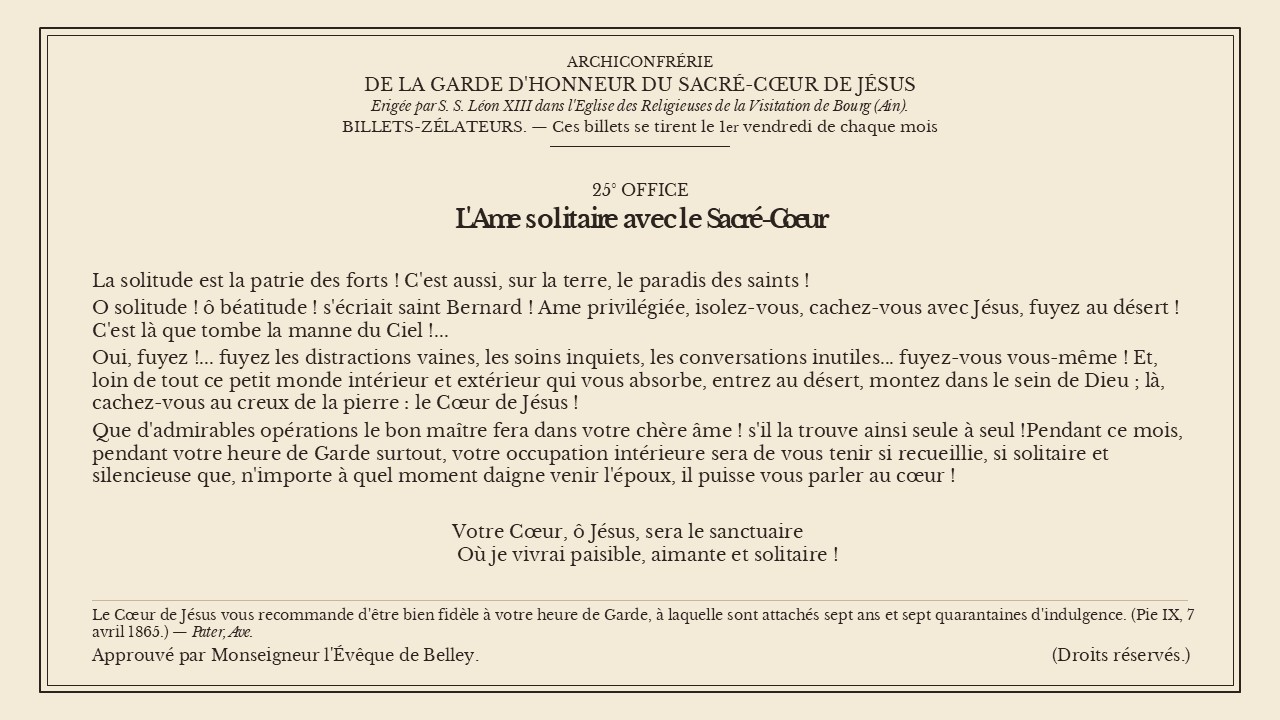 ARCHICONFRÉRIE
DE LA GARDE D'HONNEUR DU SACRÉ-CŒUR DE JÉSUS
Erigée par S. S. Léon XIII dans l'Eglise des Religieuses de la Visitation de Bourg (Ain).
BILLETS-ZÉLATEURS. — Ces billets se tirent le 1er vendredi de chaque mois
25° OFFICE
L'Ame solitaire avec le Sacré-Cœur
La solitude est la patrie des forts ! C'est aussi, sur la terre, le paradis des saints !
O solitude ! ô béatitude ! s'écriait saint Bernard ! Ame privilégiée, isolez-vous, cachez-vous avec Jésus, fuyez au désert !
C'est là que tombe la manne du Ciel !...
Oui, fuyez !... fuyez les distractions vaines, les soins inquiets, les conversations inutiles... fuyez-vous vous-même ! Et,
loin de tout ce petit monde intérieur et extérieur qui vous absorbe, entrez au désert, montez dans le sein de Dieu ; là,
cachez-vous au creux de la pierre : le Cœur de Jésus !
Que d'admirables opérations le bon maître fera dans votre chère âme ! s'il la trouve ainsi seule à seul !Pendant ce mois,
pendant votre heure de Garde surtout, votre occupation intérieure sera de vous tenir si recueillie, si solitaire et
silencieuse que, n'importe à quel moment daigne venir l'époux, il puisse vous parler au cœur !
Votre Cœur, ô Jésus, sera le sanctuaire
Où je vivrai paisible, aimante et solitaire !
Le Cœur de Jésus vous recommande d'être bien fidèle à votre heure de Garde, à laquelle sont attachés sept ans et sept quarantaines d'indulgence. (Pie IX, 7
avril 1865.) — Pater, Ave.
Approuvé par Monseigneur l'Évêque de Belley. (Droits réservés.)